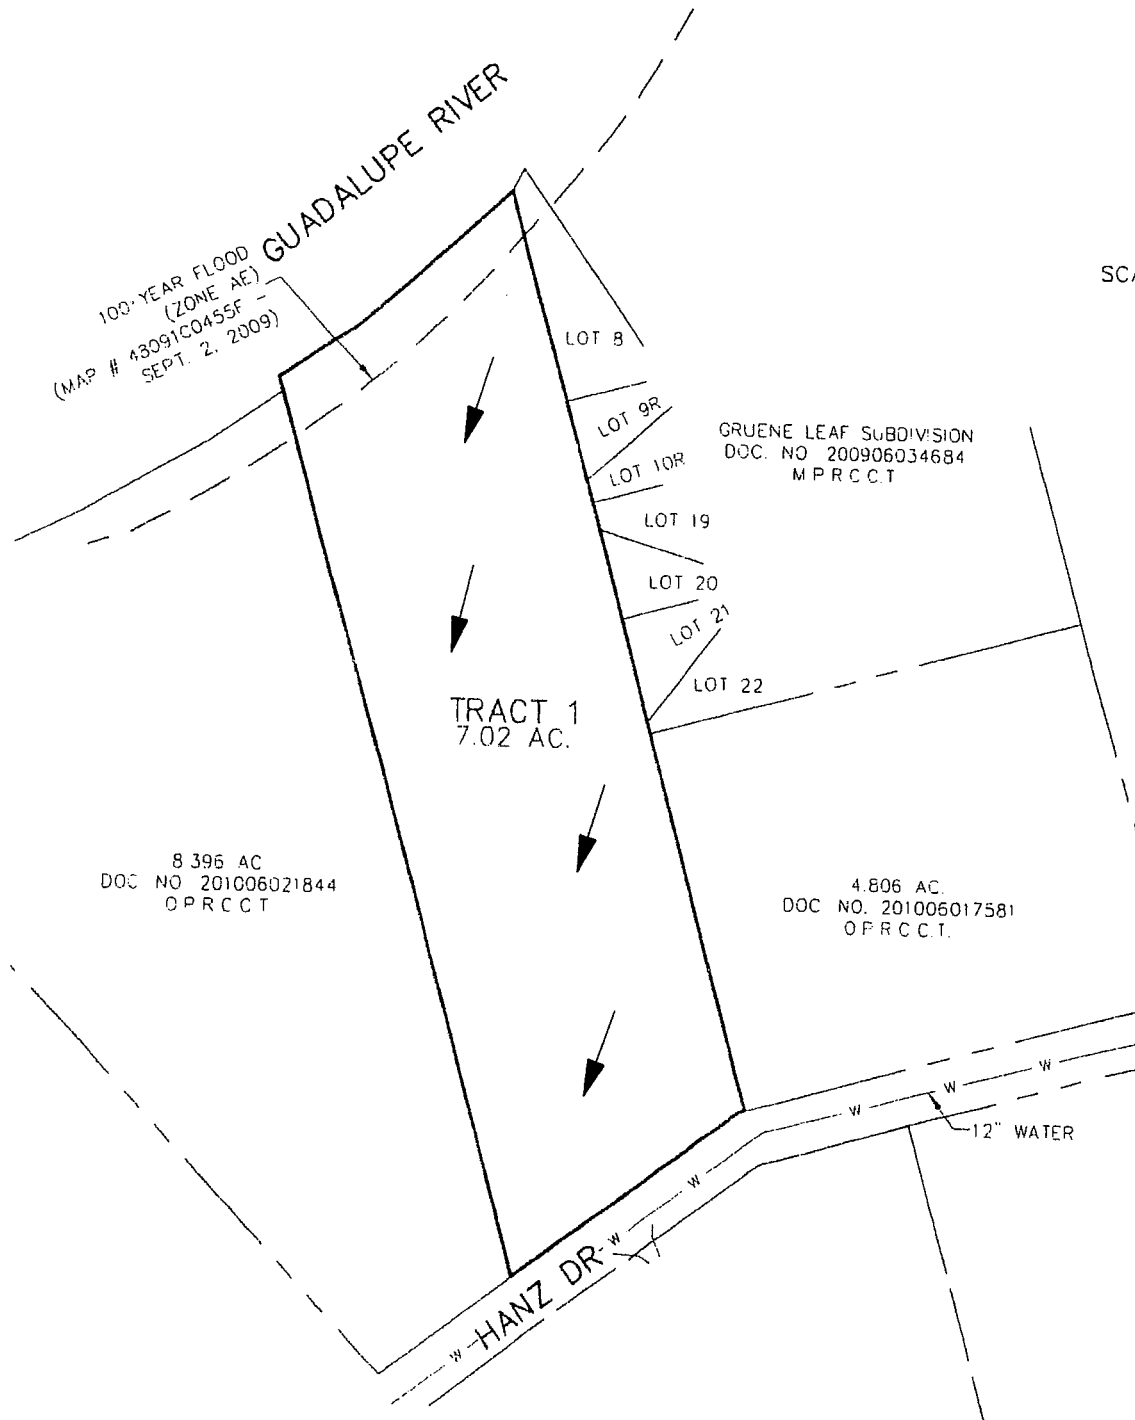 GUADALUPE RIVER
100-YEAR FLOOD
(ZONE AE)
(MAP # 43091C0455F -
SEPT. 2, 2009)
SCA
LOT 8
LOT 9R
LOT 10R
LOT 19
LOT 20
LOT 21
LOT 22
GRUENE LEAF SUBDIVISION
DOC. NO 200906034684
M P R C C.T
TRACT 1
7.02 AC.
8 396 AC
DOC NO 201006021844
O P R C C T
4.806 AC.
DOC NO. 201006017581
O P R C C.T.
W
W
W
12" WATER
W
W
HANZ DR
W